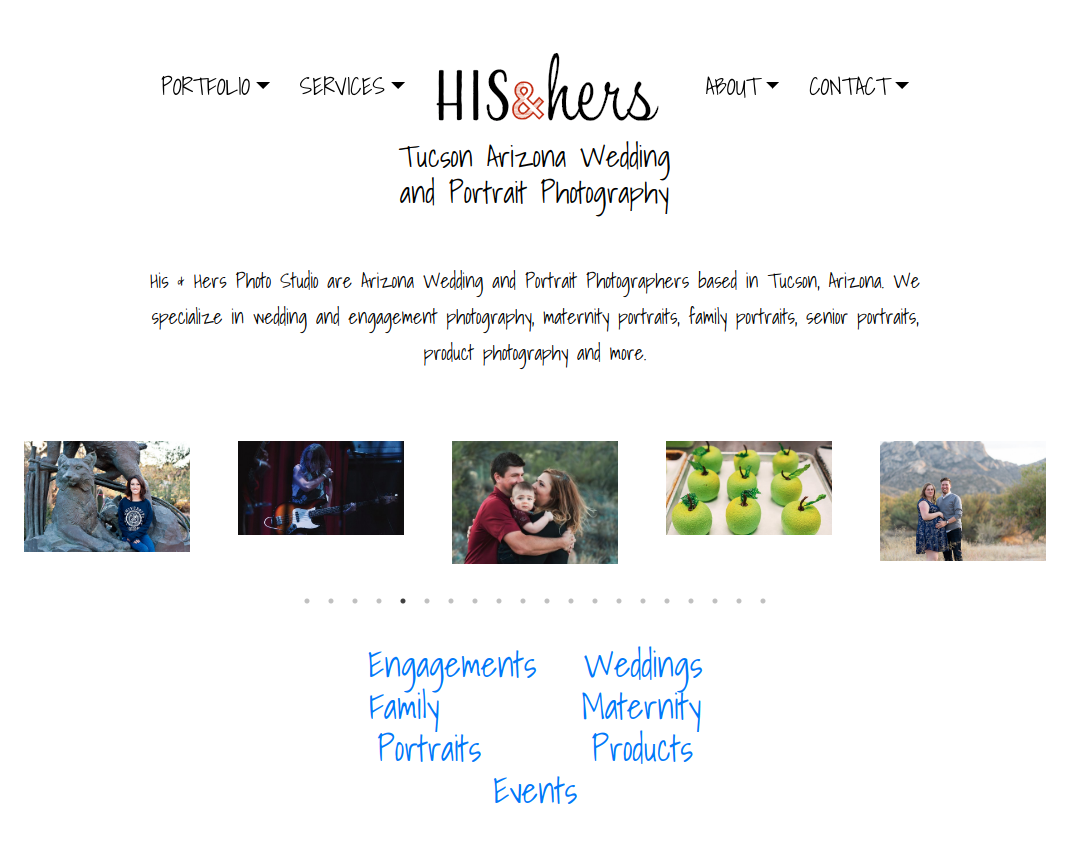 PORTFOLIO SERVICES HIS&hers ABOUT CONTACT
Tucson Arizona Wedding
and Portrait Photography
His & Hers Photo Studio are Arizona Wedding and Portrait Photographers based in Tucson, Arizona. We
specialize in wedding and engagement photography, maternity portraits, family portraits, senior portraits,
product photography and more.
Engagements Weddings
Family Maternity
Portraits Products
Events